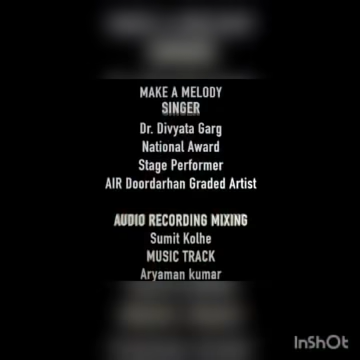 MAKE A MELODY
SINGER
Dr. Divyata Garg
National Award
Stage Performer
AIR Doordarhan Graded Artist
AUDIO RECORDING MIXING
Sumit Kolhe
MUSIC TRACK
Aryaman kumar
InShOt